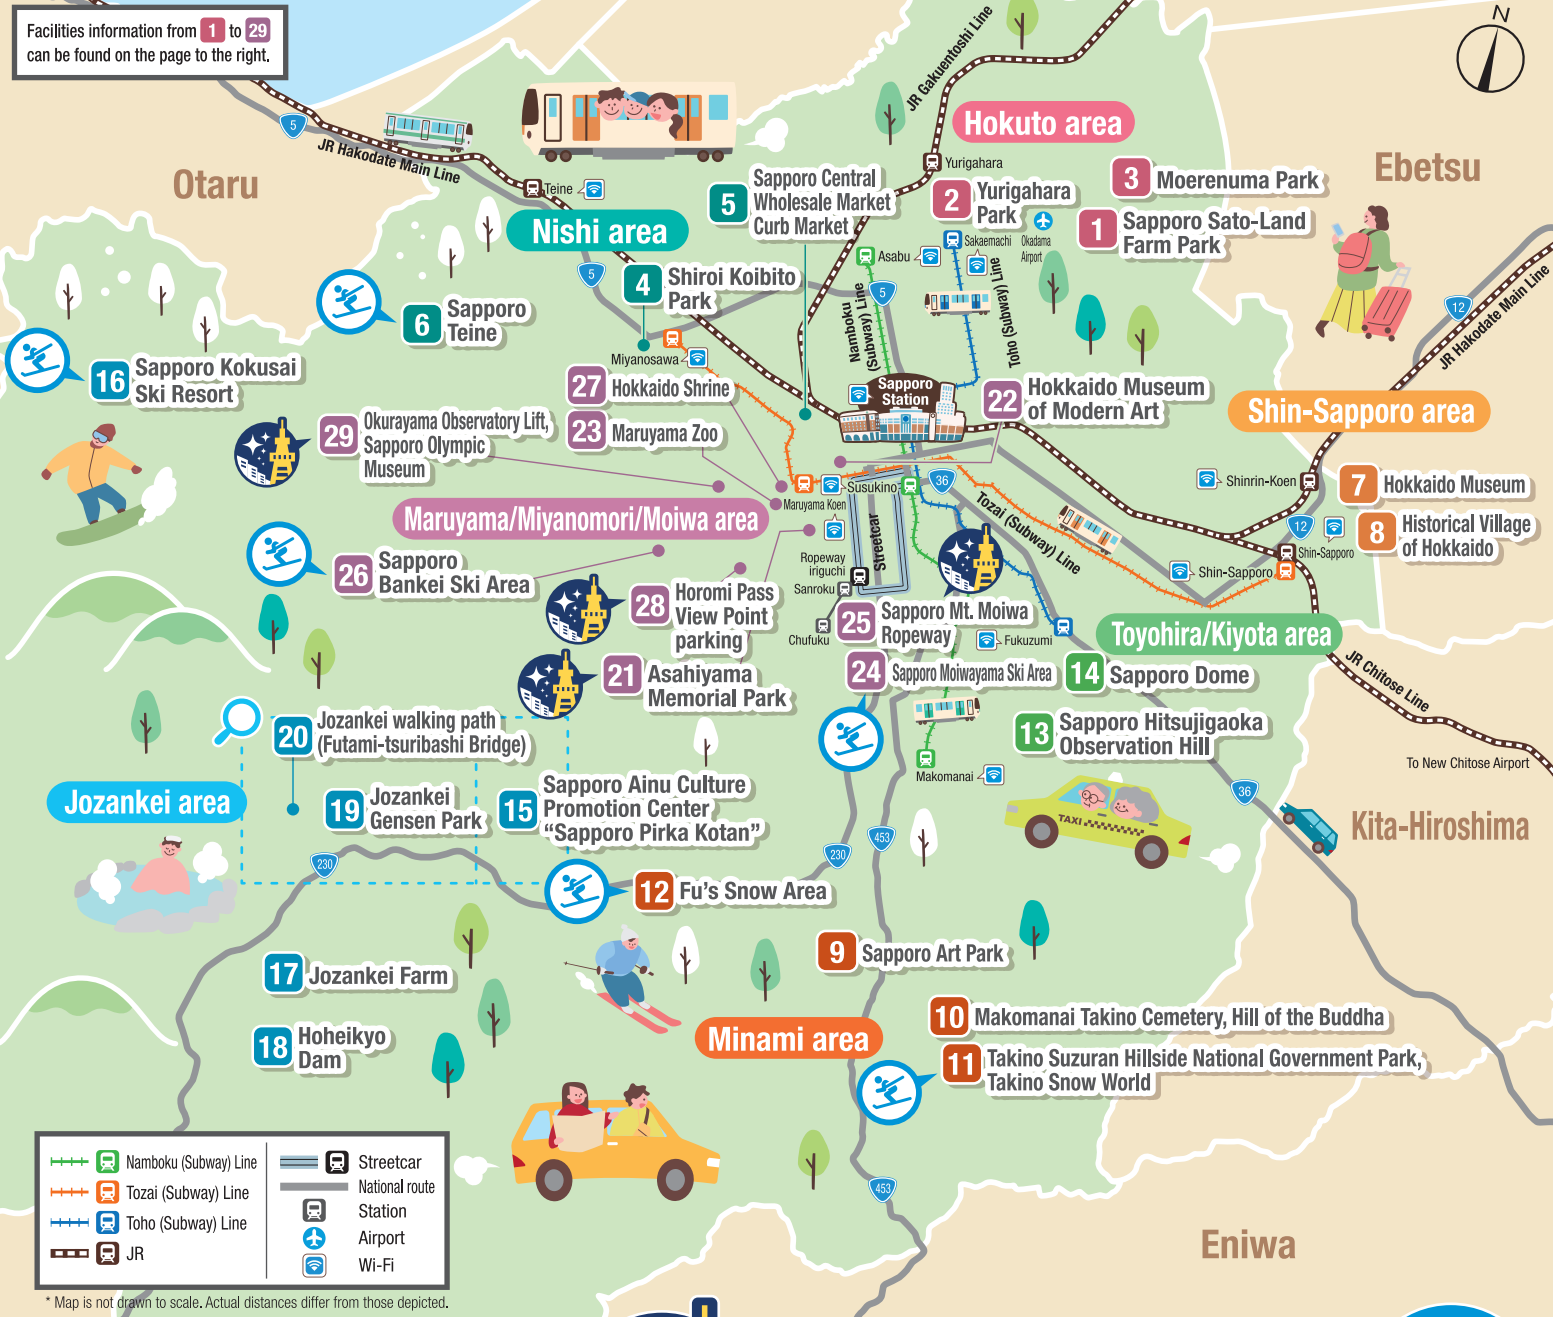 Facilities information from 1 to 29
can be found on the page to the right.
N
5
JR Hakodate Main Line
JR Gakuentoshi Line
Hokuto area
Otaru
Ebetsu
Teine
Yurigahara
5
Sapporo Central
Wholesale Market
Curb Market
2
Yurigahara
Park
3
Moerenuma Park
1
Sapporo Sato-Land
Farm Park
Nishi area
Asabu
Sakaemachi
Okadama
Airport
5
4
Shiroi Koibito
Park
5
Namboku
(Subway) Line
Toho (Subway) Line
12
JR Hakodate Main Line
6
Sapporo
Teine
Miyanosawa
16
Sapporo Kokusai
Ski Resort
27
Hokkaido Shrine
Sapporo
Station
22
Hokkaido Museum
of Modern Art
Shin-Sapporo area
29
Okurayama Observatory Lift,
Sapporo Olympic
Museum
23
Maruyama Zoo
Susukino
36
Shinrin-Koen
7
Hokkaido Museum
Maruyama/Miyanomori/Moiwa area
Maruyama Koen
Streetcar
Tozai (Subway) Line
12
8
Historical Village
of Hokkaido
Shin-Sapporo
Shin-Sapporo
26
Sapporo
Bankei Ski Area
Ropeway
iriguchi
Sanroku
Chufuku
28
Horomi Pass
View Point
parking
25
Sapporo Mt. Moiwa
Ropeway
Fukuzumi
Toyohira/Kiyota area
21
Asahiyama
Memorial Park
24
Sapporo Moiwayama Ski Area
14
Sapporo Dome
JR Chitose Line
20
Jozankei walking path
(Futami-tsuribashi Bridge)
13
Sapporo Hitsujigaoka
Observation Hill
Makomanai
To New Chitose Airport
Jozankei area
19
Jozankei
Gensen Park
15
Sapporo Ainu Culture
Promotion Center
“Sapporo Pirka Kotan”
TAXI
36
Kita-Hiroshima
230
230
453
12
Fu's Snow Area
9
Sapporo Art Park
17
Jozankei Farm
18
Hoheikyo
Dam
Minami area
10
Makomanai Takino Cemetery, Hill of the Buddha
11
Takino Suzuran Hillside National Government Park,
Takino Snow World
453
Eniwa
Namboku (Subway) Line
Tozai (Subway) Line
Toho (Subway) Line
JR
Streetcar
National route
Station
Airport
Wi-Fi
* Map is not drawn to scale. Actual distances differ from those depicted.